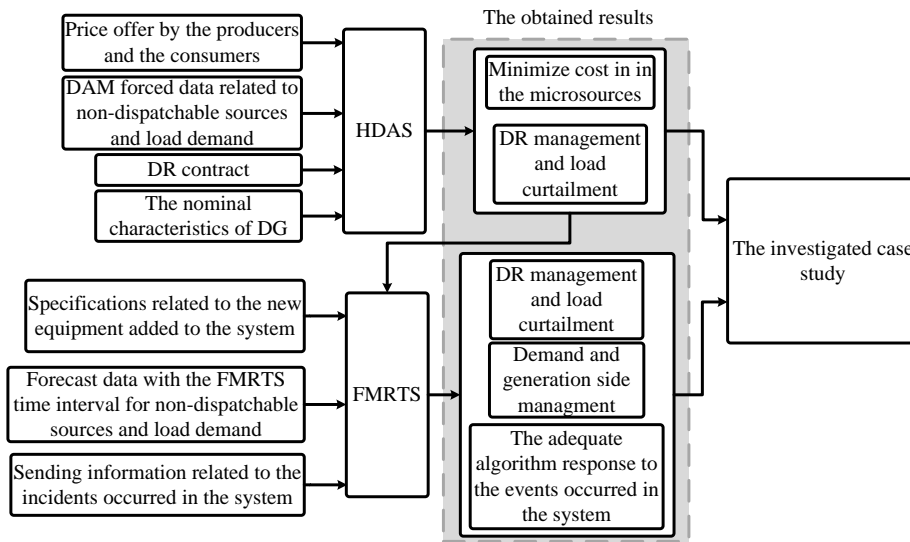 The obtained results
Price offer by the producers
and the consumers
DAM forced data related to
non-dispatchable sources
and load demand
DR contract
The nominal
characteristics of DG
HDAS
Minimize cost in in
the microsources
DR management
and load
curtailment
Specifications related to the new
equipment added to the system
Forecast data with the FMRTS
time interval for non-dispatchable
sources and load demand
Sending information related to the
incidents occurred in the system
FMRTS
DR management
and load
curtailment
Demand and
generation side
managment
The adequate
algorithm response to
the events occurred in
the system
The investigated case
study